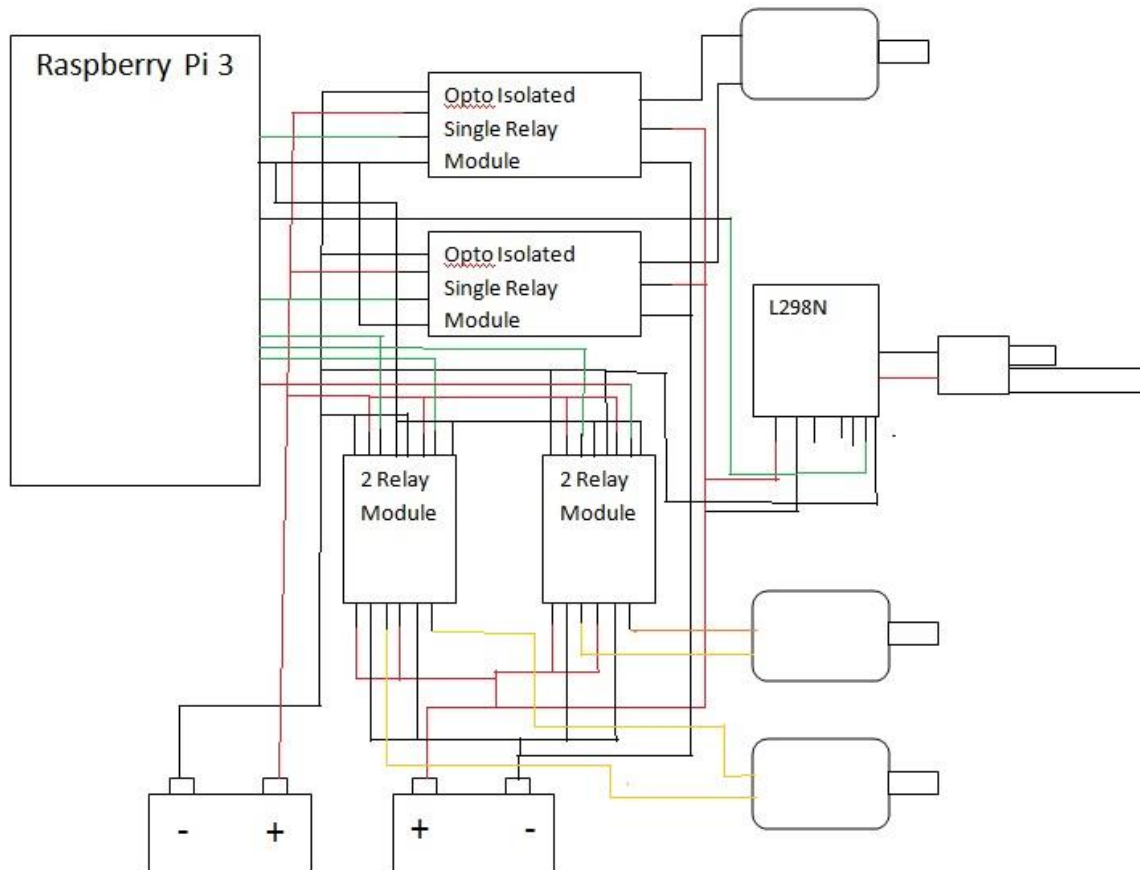 Raspberry Pi 3
Opto Isolated
Single Relay
Module
Opto Isolated
Single Relay
Module
L298N
2 Relay
Module
2 Relay
Module
- +
+ -